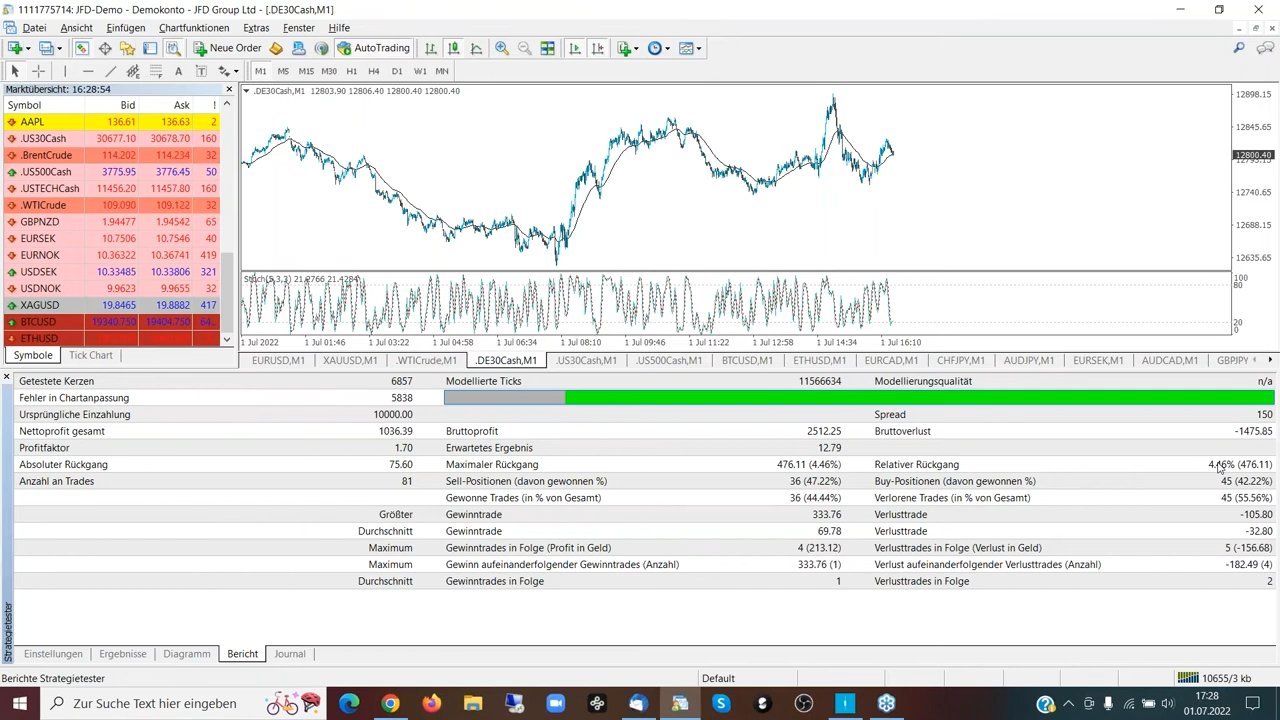 1111775714: JFD-Demo - Demokonto - JFD Group Ltd - [.DE30Cash,M1]
Datei Ansicht Einfügen Chartfunktionen Extras Fenster Hilfe
Neue Order AutoTrading
M1 M5 M15 M30 H1 H4 D1 W1 MN
Marktübersicht: 16:28:54
Symbol Bid Ask !
AAPL 136.61 136.63 2
.US30Cash 30677.10 30678.70 160
.BrentCrude 114.202 114.234 32
.US500Cash 3775.95 3776.45 50
.USTECHCash 11456.20 11457.80 160
.WTICrude 109.090 109.122 32
GBPNZD 1.94477 1.94542 65
EURSEK 10.7506 10.7546 40
EURNOK 10.36322 10.36741 419
USDSEK 10.33485 10.33806 321
USDNOK 9.9623 9.9655 32
XAGUSD 19.8465 19.8882 417
BTCUSD 19340.750 19404.750 64...
ETHUSD
Symbole Tick Chart
.DE30Cash,M1 12803.90 12806.40 12800.40 12800.40
12898.15
12845.65
12800.40
12740.65
12688.15
12635.65
100
80
20
0
1 Jul 2022 1 Jul 01:46 1 Jul 03:22 1 Jul 04:58 1 Jul 06:34 1 Jul 08:10 1 Jul 09:46 1 Jul 11:22 1 Jul 12:58 1 Jul 14:34 1 Jul 16:10
EURUSD,M1 XAUUSD,M1 .WTICrude,M1 .DE30Cash,M1 .US30Cash,M1 .US500Cash,M1 BTCUSD,M1 ETHUSD,M1 EURCAD,M1 CHFJPY,M1 AUDJPY,M1 EURSEK,M1 AUDCAD,M1 GBPJPY
Getestete Kerzen 6857 Modellierte Ticks 11566634 Modellierungsqualität n/a
Fehler in Chartanpassung 5838
Ursprüngliche Einzahlung 10000.00 Spread 150
Nettoprofit gesamt 1036.39 Bruttoprofit 2512.25 Bruttoverlust -1475.85
Profitfaktor 1.70 Erwartetes Ergebnis 12.79
Absoluter Rückgang 75.60 Maximaler Rückgang 476.11 (4.46%) Relativer Rückgang 4.46% (476.11)
Anzahl an Trades 81 Sell-Positionen (davon gewonnen %) 36 (47.22%) Buy-Positionen (davon gewonnen %) 45 (42.22%)
Gewonne Trades (in % von Gesamt) 36 (44.44%) Verlorene Trades (in % von Gesamt) 45 (55.56%)
Größter Gewinntrade 333.76 Verlusttrade -105.80
Durchschnitt Gewinntrade 69.78 Verlusttrade -32.80
Maximum Gewinntrades in Folge (Profit in Geld) 4 (213.12) Verlusttrades in Folge (Verlust in Geld) 5 (-156.68)
Maximum Gewinn aufeinanderfolgender Gewinntrades (Anzahl) 333.76 (1) Verlust aufeinanderfolgender Verlusttrades (Anzahl) -182.49 (4)
Durchschnitt Gewinntrades in Folge 1 Verlusttrades in Folge 2
Strategietester
Einstellungen Ergebnisse Diagramm Bericht Journal
Berichte Strategietester Default 10655/3 kb
Zur Suche Text hier eingeben
17:28
01.07.2022